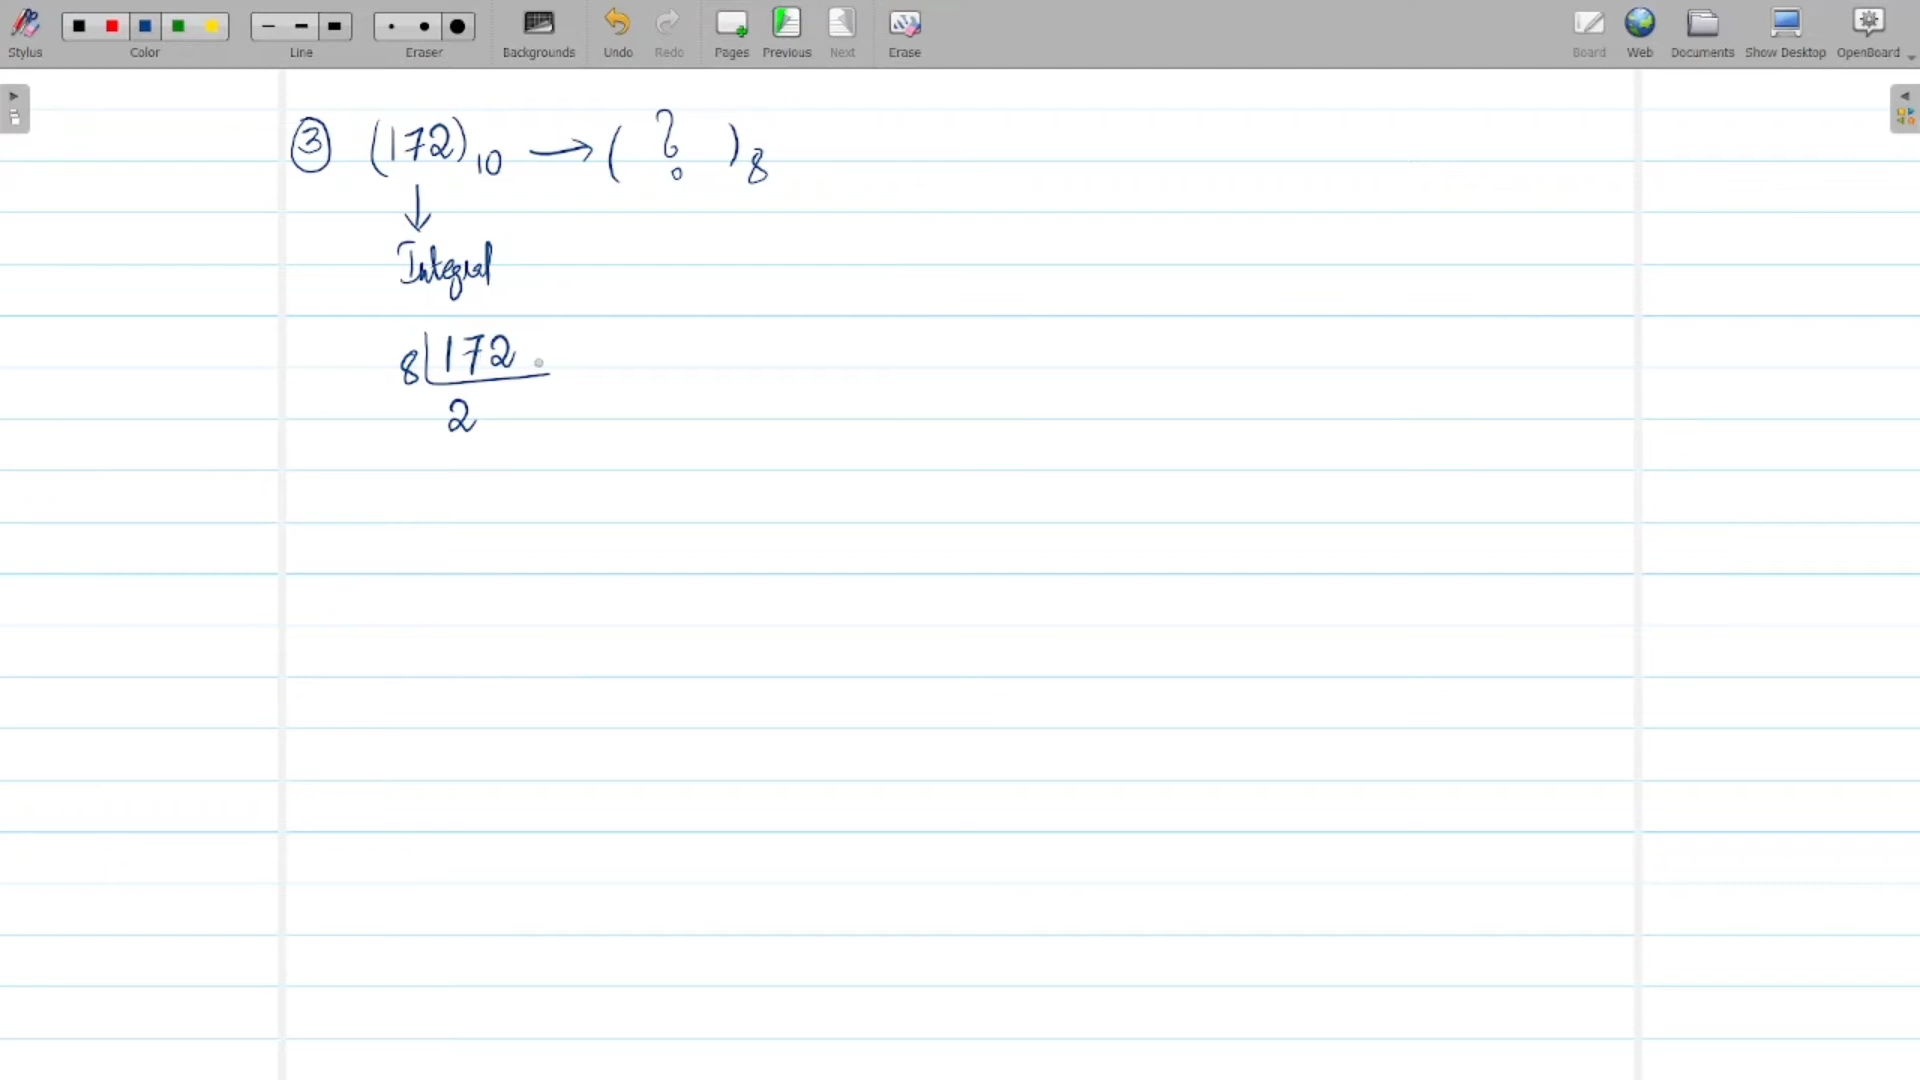 Stylus Color Line Eraser Backgrounds Undo Redo Pages Previous Next Erase Board Web Documents Show Desktop OpenBoard
③ (172)₁₀ → ( ? )₈
↓
Integral
8 172
2